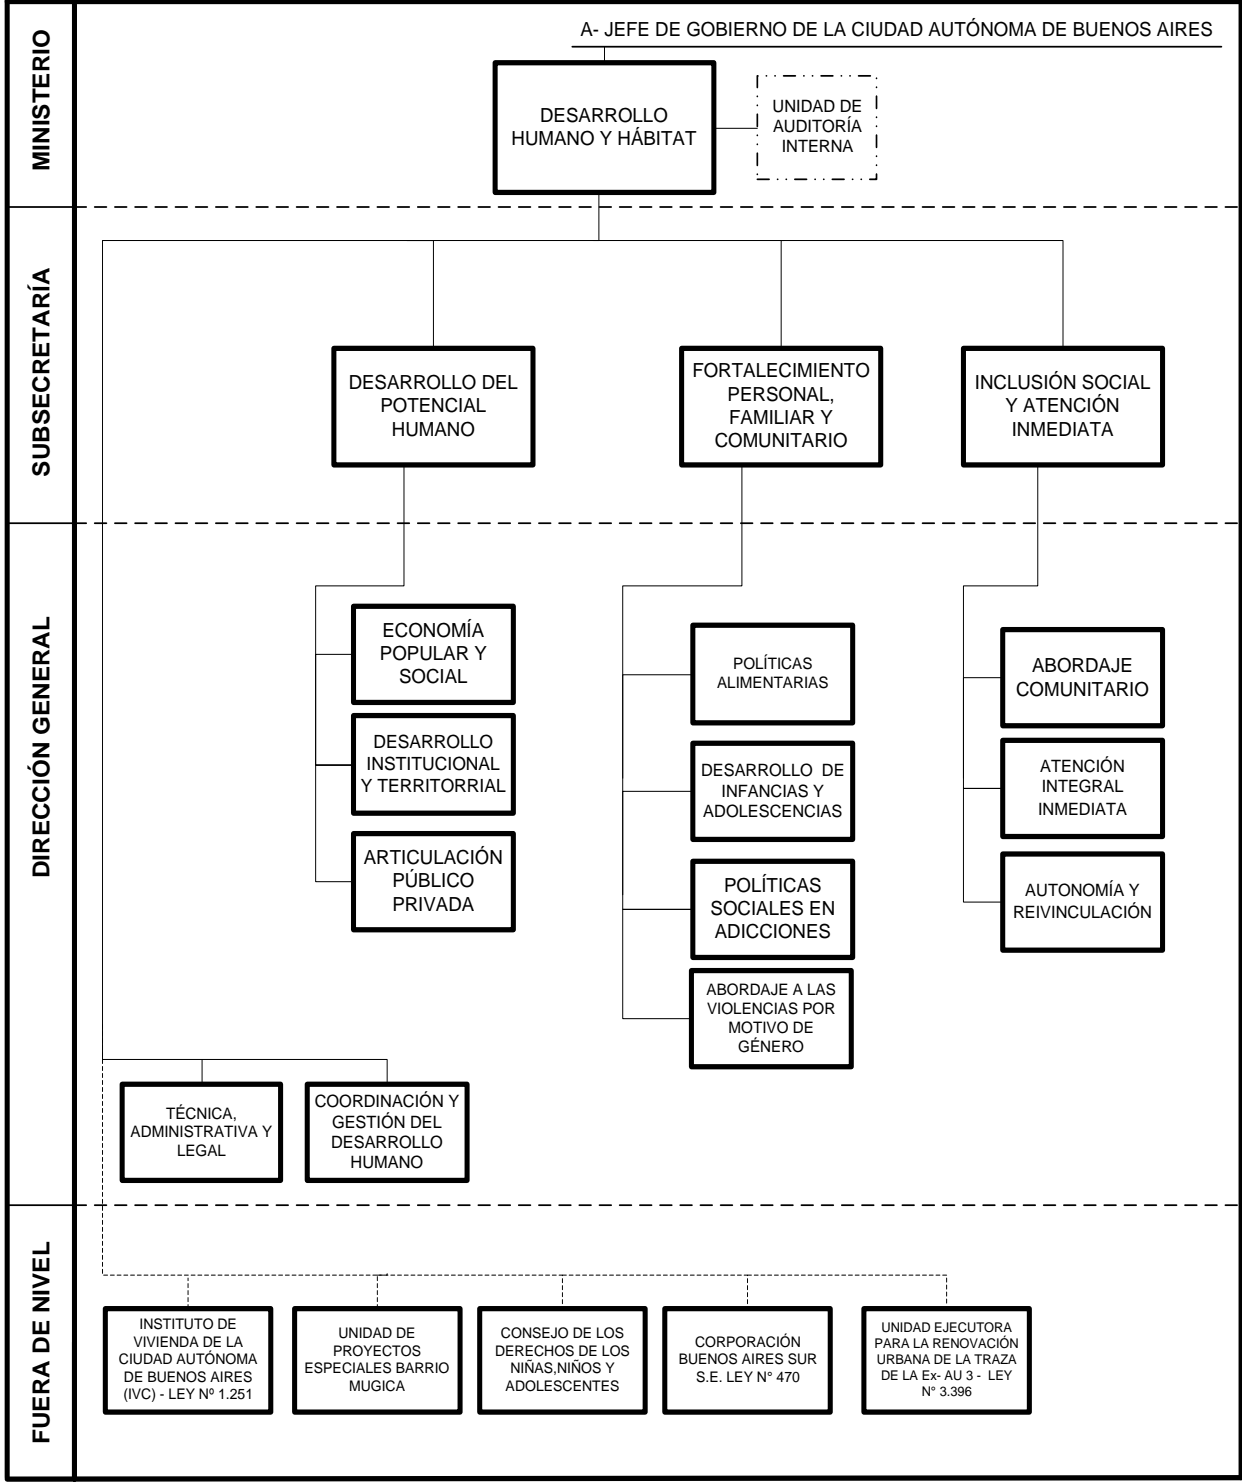 A- JEFE DE GOBIERNO DE LA CIUDAD AUTÓNOMA DE BUENOS AIRES
MINISTERIO
DESARROLLO
HUMANO Y HÁBITAT
UNIDAD DE
AUDITORÍA
INTERNA
SUBSECRETARÍA
DESARROLLO DEL
POTENCIAL
HUMANO
FORTALECIMIENTO
PERSONAL,
FAMILIAR Y
COMUNITARIO
INCLUSIÓN SOCIAL
Y ATENCIÓN
INMEDIATA
DIRECCIÓN GENERAL
ECONOMÍA
POPULAR Y
SOCIAL
DESARROLLO
INSTITUCIONAL
Y TERRITORRIAL
ARTICULACIÓN
PÚBLICO
PRIVADA
POLÍTICAS
ALIMENTARIAS
DESARROLLO DE
INFANCIAS Y
ADOLESCENCIAS
POLÍTICAS
SOCIALES EN
ADICCIONES
ABORDAJE A LAS
VIOLENCIAS POR
MOTIVO DE
GÉNERO
ABORDAJE
COMUNITARIO
ATENCIÓN
INTEGRAL
INMEDIATA
AUTONOMÍA Y
REIVINCULACIÓN
TÉCNICA,
ADMINISTRATIVA Y
LEGAL
COORDINACIÓN Y
GESTIÓN DEL
DESARROLLO
HUMANO
FUERA DE NIVEL
INSTITUTO DE
VIVIENDA DE LA
CIUDAD AUTÓNOMA
DE BUENOS AIRES
(IVC) - LEY Nº 1.251
UNIDAD DE
PROYECTOS
ESPECIALES BARRIO
MUGICA
CONSEJO DE LOS
DERECHOS DE LOS
NIÑAS,NIÑOS Y
ADOLESCENTES
CORPORACIÓN
BUENOS AIRES SUR
S.E. LEY N° 470
UNIDAD EJECUTORA
PARA LA RENOVACIÓN
URBANA DE LA TRAZA
DE LA Ex- AU 3 - LEY
N° 3.396